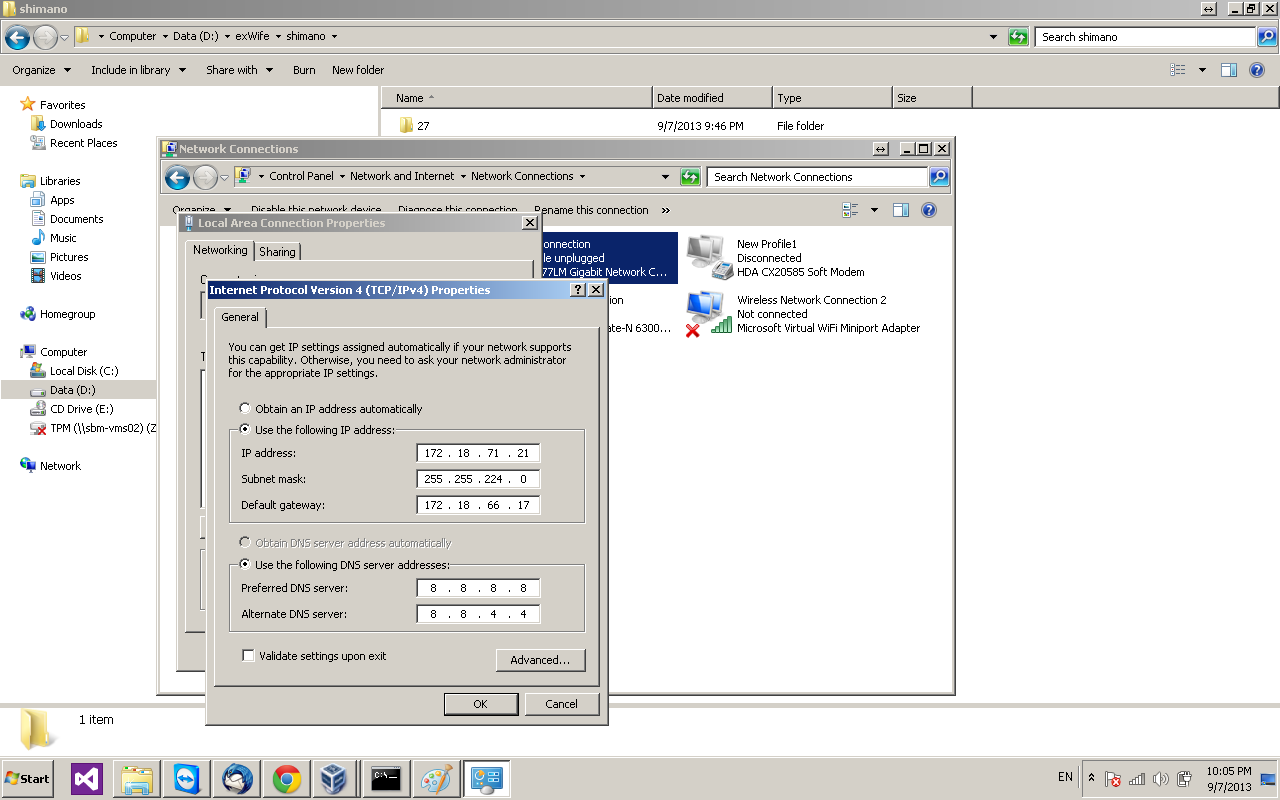 shimano
Computer Data (D:) exWife shimano
Search shimano
Organize Include in library Share with Burn New folder
Name Date modified Type Size
27 9/7/2013 9:46 PM File folder
Favorites
Downloads
Recent Places
Libraries
Apps
Documents
Music
Pictures
Videos
Homegroup
Computer
Local Disk (C:)
Data (D:)
CD Drive (E:)
TPM (\\sbm-vms02) (Z
Network
Network Connections
Control Panel Network and Internet Network Connections
Search Network Connections
Organize Disable this network device Diagnose this connection Rename this connection »
onnection
le unplugged
77LM Gigabit Network C...
New Profile1
Disconnected
HDA CX20585 Soft Modem
ion
ate-N 6300...
Wireless Network Connection 2
Not connected
Microsoft Virtual WiFi Miniport Adapter
Local Area Connection Properties
Networking Sharing
Internet Protocol Version 4 (TCP/IPv4) Properties
General
You can get IP settings assigned automatically if your network supports
this capability. Otherwise, you need to ask your network administrator
for the appropriate IP settings.
Obtain an IP address automatically
Use the following IP address:
IP address: 172 . 18 . 71 . 21
Subnet mask: 255 . 255 . 224 . 0
Default gateway: 172 . 18 . 66 . 17
Obtain DNS server address automatically
Use the following DNS server addresses:
Preferred DNS server: 8 . 8 . 8 . 8
Alternate DNS server: 8 . 8 . 4 . 4
Validate settings upon exit
Advanced...
OK Cancel
1 item
Start
C:\_
EN
10:05 PM
9/7/2013